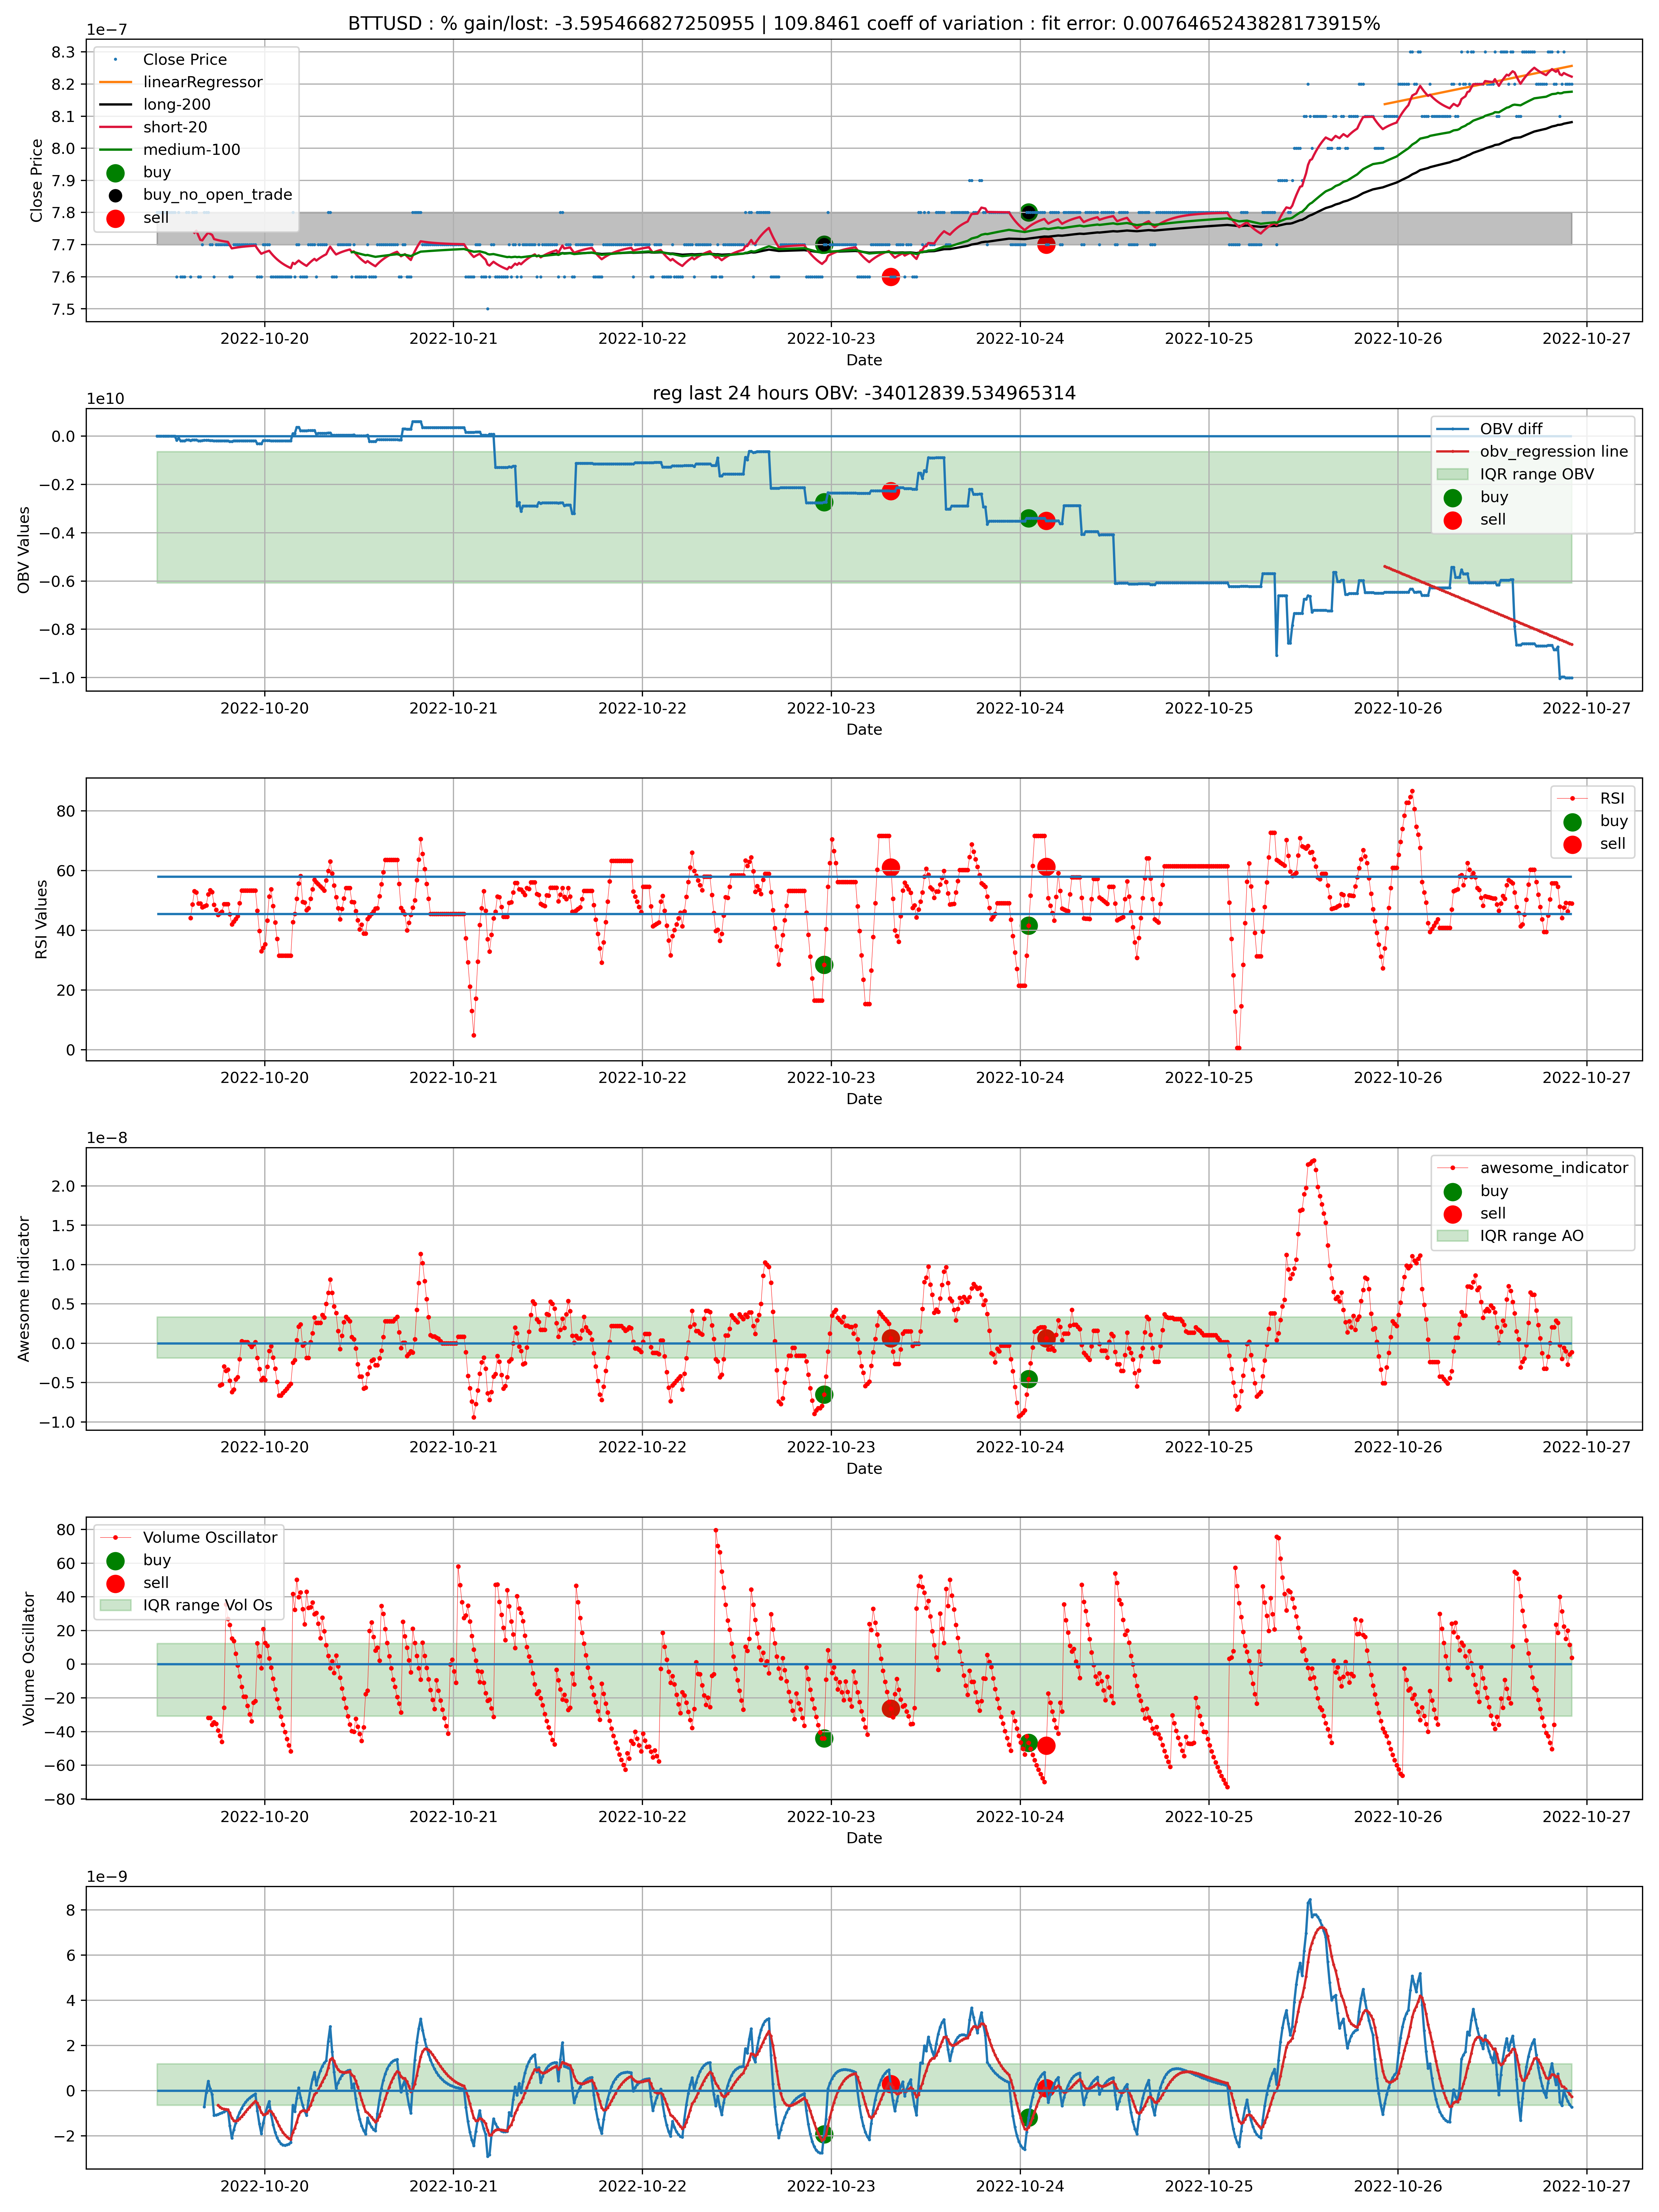 BTTUSD : % gain/lost: -3.595466827250955 | 109.8461 coeff of variation : fit error: 0.0076465243828173915%
1e−7
8.3
8.2
8.1
8.0
7.9
7.8
7.7
7.6
7.5
Close Price
Close Price
linearRegressor
long-200
short-20
medium-100
buy
buy_no_open_trade
sell
2022-10-20 2022-10-21 2022-10-22 2022-10-23 2022-10-24 2022-10-25 2022-10-26 2022-10-27
Date
reg last 24 hours OBV: -34012839.534965314
1e10
0.0
−0.2
−0.4
−0.6
−0.8
−1.0
OBV Values
OBV diff
obv_regression line
IQR range OBV
buy
sell
2022-10-20 2022-10-21 2022-10-22 2022-10-23 2022-10-24 2022-10-25 2022-10-26 2022-10-27
Date
80
60
40
20
0
RSI Values
RSI
buy
sell
2022-10-20 2022-10-21 2022-10-22 2022-10-23 2022-10-24 2022-10-25 2022-10-26 2022-10-27
Date
1e−8
2.0
1.5
1.0
0.5
0.0
−0.5
−1.0
Awesome Indicator
awesome_indicator
buy
sell
IQR range AO
2022-10-20 2022-10-21 2022-10-22 2022-10-23 2022-10-24 2022-10-25 2022-10-26 2022-10-27
Date
80
60
40
20
0
−20
−40
−60
−80
Volume Oscillator
Volume Oscillator
buy
sell
IQR range Vol Os
2022-10-20 2022-10-21 2022-10-22 2022-10-23 2022-10-24 2022-10-25 2022-10-26 2022-10-27
Date
1e−9
8
6
4
2
0
−2
2022-10-20 2022-10-21 2022-10-22 2022-10-23 2022-10-24 2022-10-25 2022-10-26 2022-10-27